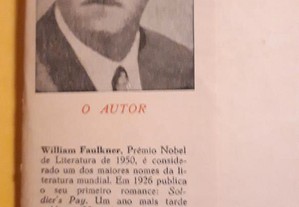 O AUTOR
William Faulkner, Prémio Nobel
de Literatura de 1950, é conside-
rado um dos maiores nomes da li-
teratura mundial. Em 1926 publica
o seu primeiro romance: Sol-
dier's Pay. Um ano mais tarde